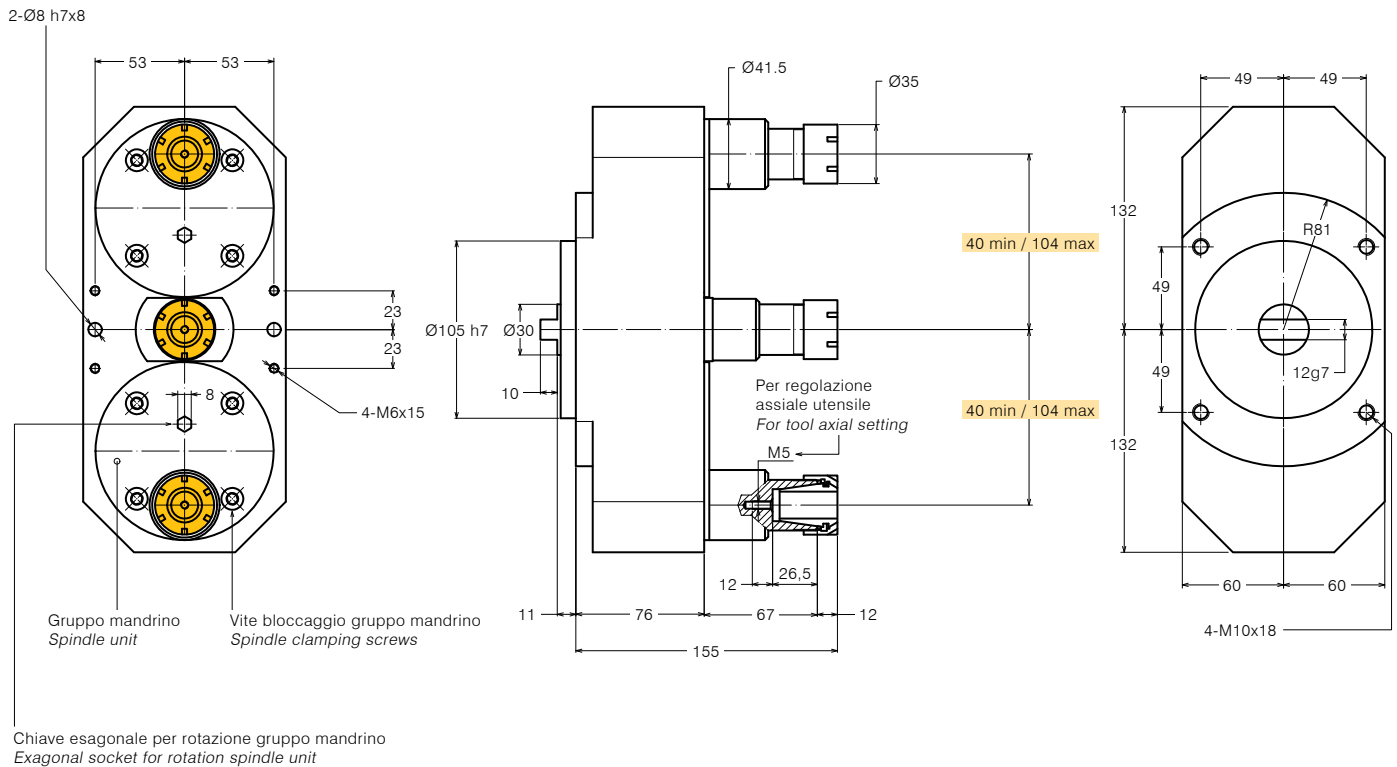 2-Ø8 h7x8
53
53
23
23
8
4-M6x15
Gruppo mandrino
Spindle unit
Vite bloccaggio gruppo mandrino
Spindle clamping screws
Chiave esagonale per rotazione gruppo mandrino
Exagonal socket for rotation spindle unit
Ø41.5
Ø35
40 min / 104 max
40 min / 104 max
Ø105 h7
Ø30
10
Per regolazione
assiale utensile
For tool axial setting
M5
12
26,5
11
76
67
12
155
49
49
132
R81
49
49
12g7
132
60
60
4-M10x18